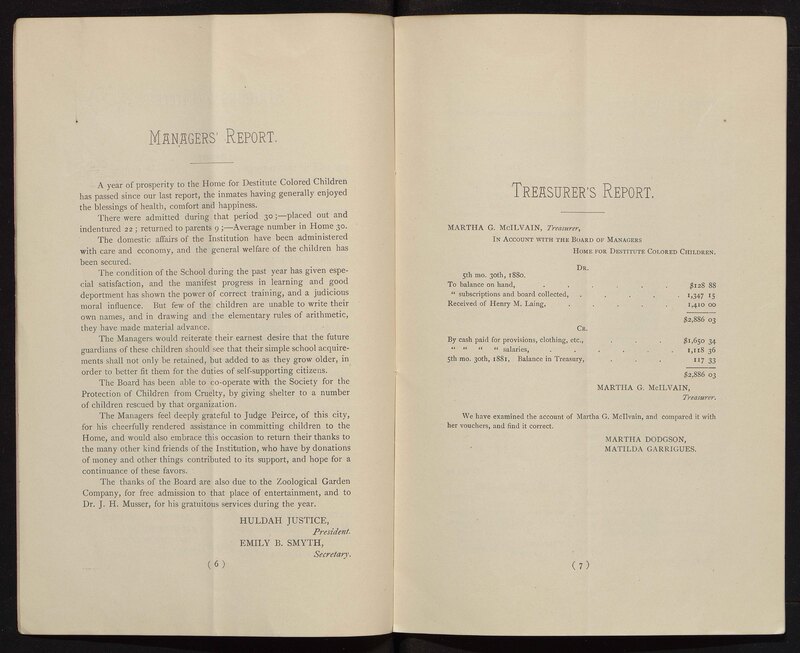 MANAGERS' REPORT.
A year of prosperity to the Home for Destitute Colored Children
has passed since our last report, the inmates having generally enjoyed
the blessings of health, comfort and happiness.
There were admitted during that period 30;—placed out and
indentured 22; returned to parents 9;—Average number in Home 30.
The domestic affairs of the Institution have been administered
with care and economy, and the general welfare of the children has
been secured.
The condition of the School during the past year has given espe-
cial satisfaction, and the manifest progress in learning and good
deportment has shown the power of correct training, and a judicious
moral influence. But few of the children are unable to write their
own names, and in drawing and the elementary rules of arithmetic,
they have made material advance.
The Managers would reiterate their earnest desire that the future
guardians of these children should see that their simple school acquire-
ments shall not only be retained, but added to as they grow older, in
order to better fit them for the duties of self-supporting citizens.
The Board has been able to co-operate with the Society for the
Protection of Children from Cruelty, by giving shelter to a number
of children rescued by that organization.
The Managers feel deeply grateful to Judge Peirce, of this city,
for his cheerfully rendered assistance in committing children to the
Home, and would also embrace this occasion to return their thanks to
the many other kind friends of the Institution, who have by donations
of money and other things contributed to its support, and hope for a
continuance of these favors.
The thanks of the Board are also due to the Zoological Garden
Company, for free admission to that place of entertainment, and to
Dr. J. H. Musser, for his gratuitous services during the year.
HULDAH JUSTICE,
President.
EMILY B. SMYTH,
Secretary.
(6)
TREASURER'S REPORT.
MARTHA G. McILVAIN, Treasurer,
IN ACCOUNT WITH THE BOARD OF MANAGERS
HOME FOR DESTITUTE COLORED CHILDREN.
DR.
5th mo. 30th, 1880.
To balance on hand, . . . . . . . $128 88
" subscriptions and board collected, . . . . . . 1,347 15
Received of Henry M. Laing, . . . . . . 1,410 00
$2,886 03
CR.
By cash paid for provisions, clothing, etc., . . . . $1,650 34
" " " " salaries, . . . . . . . 1,118 36
5th mo. 30th, 1881, Balance in Treasury, . . . . 117 33
$2,886 03
MARTHA G. McILVAIN,
Treasurer.
We have examined the account of Martha G. McIlvain, and compared it with
her vouchers, and find it correct.
MARTHA DODGSON,
MATILDA GARRIGUES.
(7)